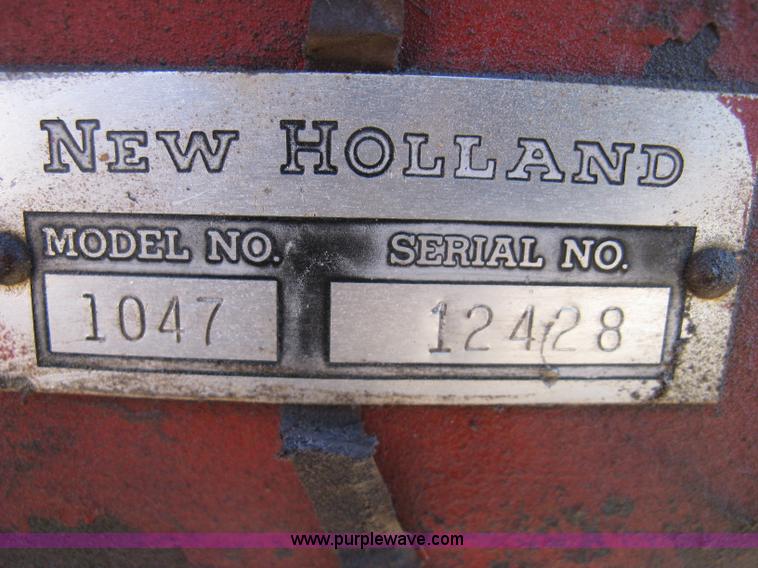 NEW HOLLAND
MODEL NO. SERIAL NO.
1047 12428
www.purplewave.com